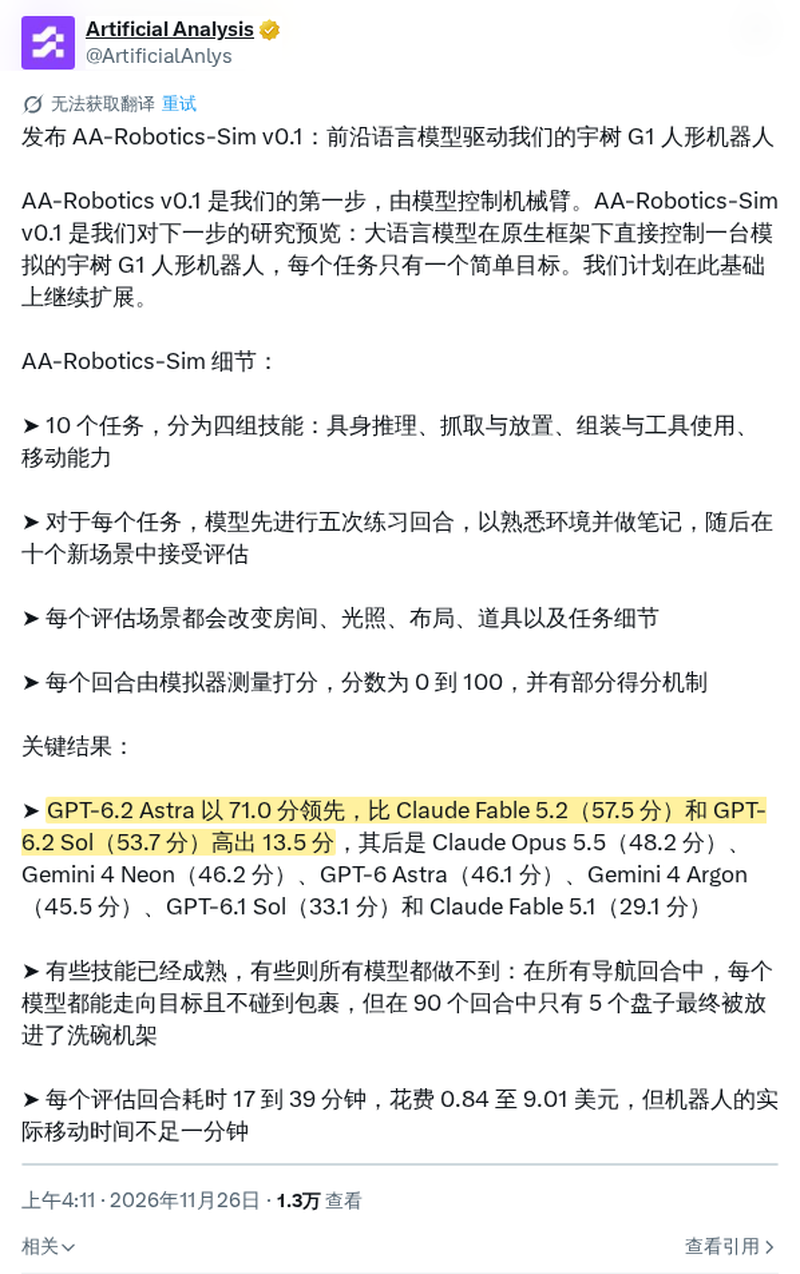 Artificial Analysis
@ArtificialAnlys
无法获取翻译 重试
发布 AA-Robotics-Sim v0.1：前沿语言模型驱动我们的宇树 G1 人形机器人
AA-Robotics v0.1 是我们的第一步，由模型控制机械臂。AA-Robotics-Sim
v0.1 是我们对下一步的研究预览：大语言模型在原生框架下直接控制一台模
拟的宇树 G1 人形机器人，每个任务只有一个简单目标。我们计划在此基础
上继续扩展。
AA-Robotics-Sim 细节：
➤ 10 个任务，分为四组技能：具身推理、抓取与放置、组装与工具使用、
移动能力
➤ 对于每个任务，模型先进行五次练习回合，以熟悉环境并做笔记，随后在
十个新场景中接受评估
➤ 每个评估场景都会改变房间、光照、布局、道具以及任务细节
➤ 每个回合由模拟器测量打分，分数为 0 到 100，并有部分得分机制
关键结果：
➤ GPT-6.2 Astra 以 71.0 分领先，比 Claude Fable 5.2（57.5 分）和 GPT-
6.2 Sol（53.7 分）高出 13.5 分，其后是 Claude Opus 5.5（48.2 分）、
Gemini 4 Neon（46.2 分）、GPT-6 Astra（46.1 分）、Gemini 4 Argon
（45.5 分）、GPT-6.1 Sol（33.1 分）和 Claude Fable 5.1（29.1 分）
➤ 有些技能已经成熟，有些则所有模型都做不到：在所有导航回合中，每个
模型都能走向目标且不碰到包裹，但在 90 个回合中只有 5 个盘子最终被放
进了洗碗机架
➤ 每个评估回合耗时 17 到 39 分钟，花费 0.84 至 9.01 美元，但机器人的实
际移动时间不足一分钟
上午4:11 · 2026年11月26日 · 1.3万 查看
相关 查看引用